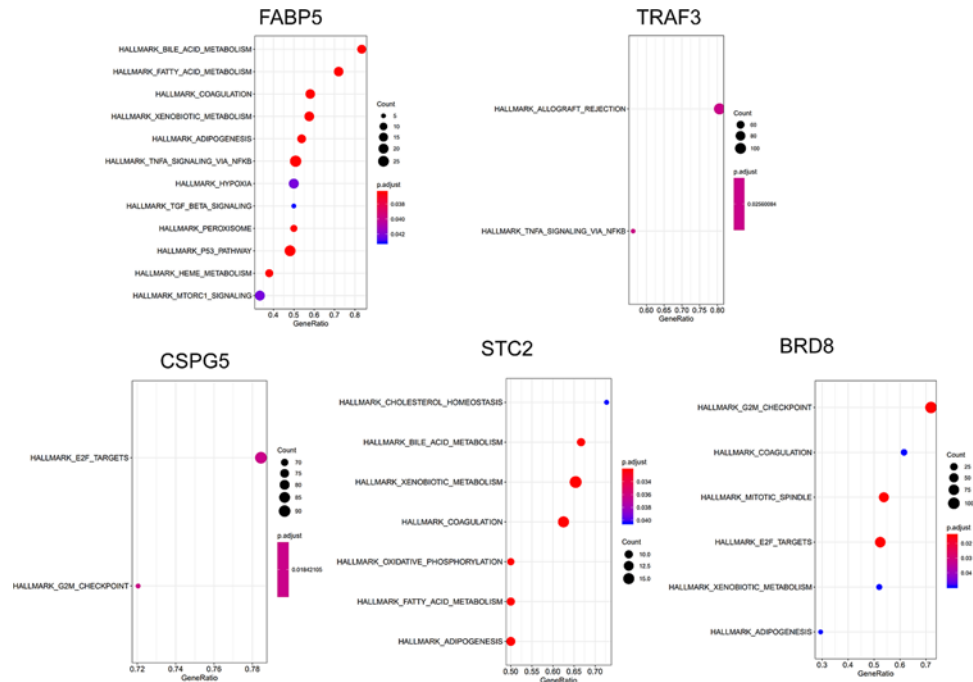 FABP5
HALLMARK_BILE_ACID_METABOLISM
HALLMARK_FATTY_ACID_METABOLISM
HALLMARK_COAGULATION
HALLMARK_XENOBIOTIC_METABOLISM
HALLMARK_ADIPOGENESIS
HALLMARK_TNFA_SIGNALING_VIA_NFKB
HALLMARK_HYPOXIA
HALLMARK_TGF_BETA_SIGNALING
HALLMARK_PEROXISOME
HALLMARK_P53_PATHWAY
HALLMARK_HEME_METABOLISM
HALLMARK_MTORC1_SIGNALING
0.4 0.5 0.6 0.7 0.8
GeneRatio
Count
5
10
15
20
25
p.adjust
0.038
0.040
0.042
TRAF3
HALLMARK_ALLOGRAFT_REJECTION
HALLMARK_TNFA_SIGNALING_VIA_NFKB
0.60 0.65 0.70 0.75 0.80
GeneRatio
Count
60
80
100
p.adjust
CSPG5
HALLMARK_E2F_TARGETS
HALLMARK_G2M_CHECKPOINT
0.72 0.74 0.76 0.78
GeneRatio
Count
70
75
80
85
90
p.adjust
0.01842105
STC2
HALLMARK_CHOLESTEROL_HOMEOSTASIS
HALLMARK_BILE_ACID_METABOLISM
HALLMARK_XENOBIOTIC_METABOLISM
HALLMARK_COAGULATION
HALLMARK_OXIDATIVE_PHOSPHORYLATION
HALLMARK_FATTY_ACID_METABOLISM
HALLMARK_ADIPOGENESIS
0.50 0.55 0.60 0.65 0.70
GeneRatio
p.adjust
0.034
0.036
0.038
0.040
Count
10.0
12.5
15.0
BRD8
HALLMARK_G2M_CHECKPOINT
HALLMARK_COAGULATION
HALLMARK_MITOTIC_SPINDLE
HALLMARK_E2F_TARGETS
HALLMARK_XENOBIOTIC_METABOLISM
HALLMARK_ADIPOGENESIS
0.3 0.4 0.5 0.6 0.7
GeneRatio
Count
25
50
75
100
p.adjust
0.02
0.03
0.04